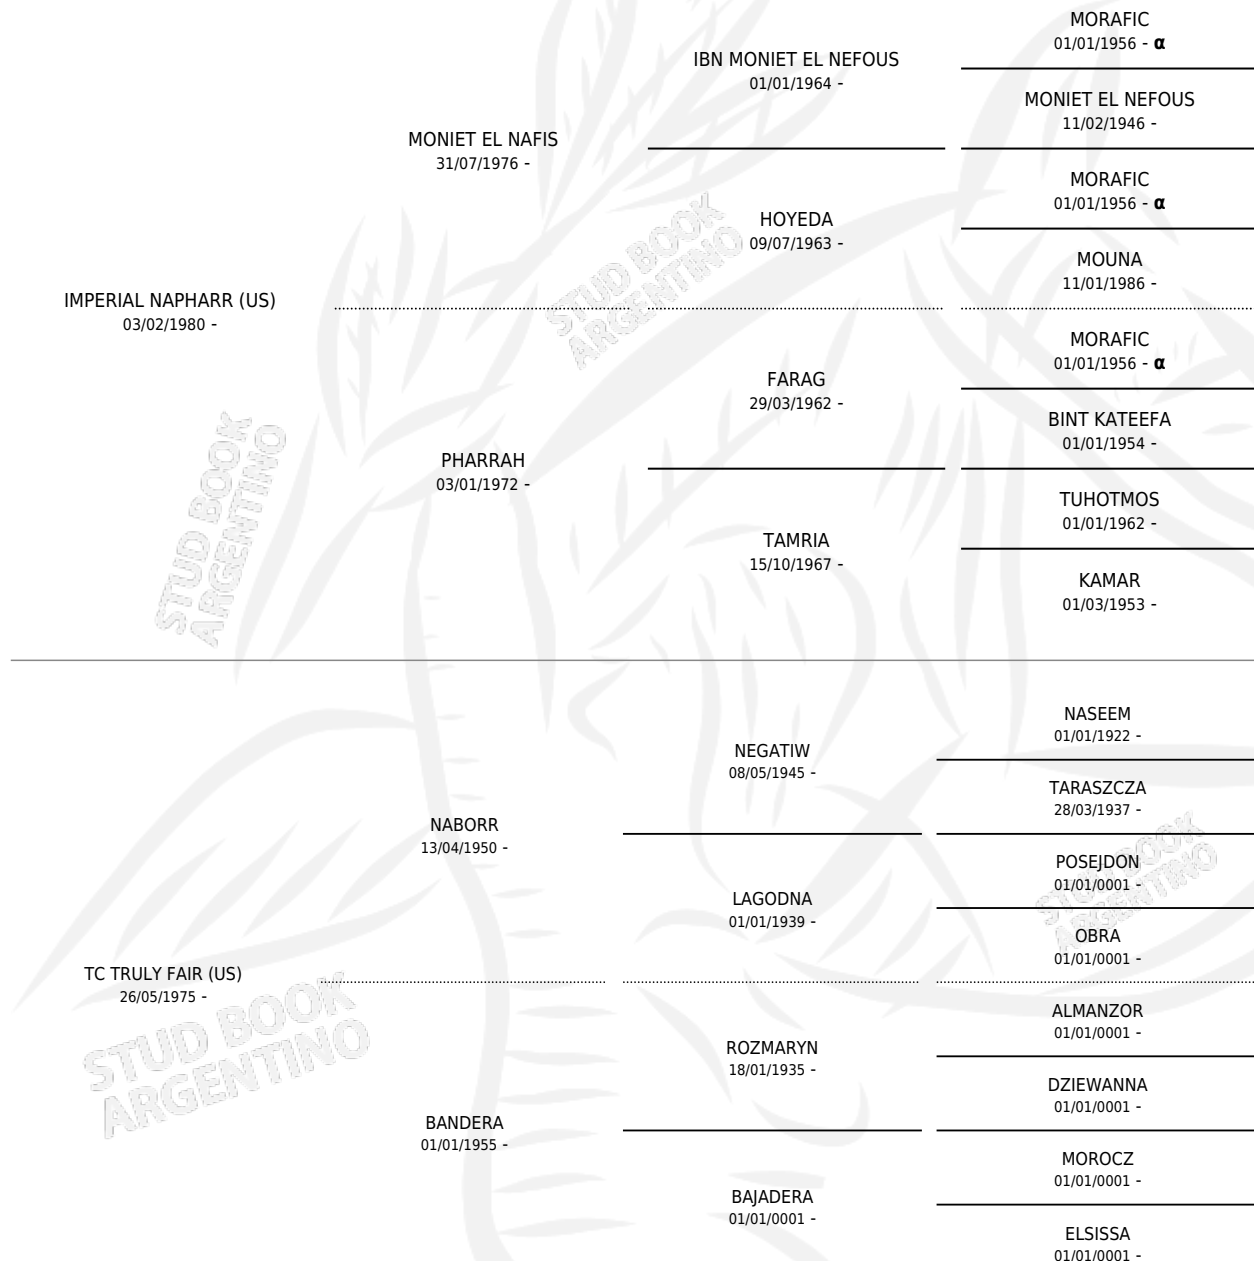 MORAFIC
01/01/1956 - α
IBN MONIET EL NEFOUS
01/01/1964 -
MONIET EL NEFOUS
11/02/1946 -
MONIET EL NAFIS
31/07/1976 -
MORAFIC
01/01/1956 - α
HOYEDA
09/07/1963 -
MOUNA
11/01/1986 -
IMPERIAL NAPHARR (US)
03/02/1980 -
MORAFIC
01/01/1956 - α
FARAG
29/03/1962 -
BINT KATEEFA
01/01/1954 -
PHARRAH
03/01/1972 -
TUHOTMOS
01/01/1962 -
TAMRIA
15/10/1967 -
KAMAR
01/03/1953 -
NASEEM
01/01/1922 -
NEGATIW
08/05/1945 -
TARASZCZA
28/03/1937 -
NABORR
13/04/1950 -
POSEJDON
01/01/0001 -
LAGODNA
01/01/1939 -
OBRA
01/01/0001 -
TC TRULY FAIR (US)
26/05/1975 -
ALMANZOR
01/01/0001 -
ROZMARYN
18/01/1935 -
DZIEWANNA
01/01/0001 -
BANDERA
01/01/1955 -
MOROCZ
01/01/0001 -
BAJADERA
01/01/0001 -
ELSISSA
01/01/0001 -
STUD BOOK
ARGENTINO
STUD BOOK
ARGENTINO
STUD BOOK
ARGENTINO
STUD BOOK
ARGENTINO